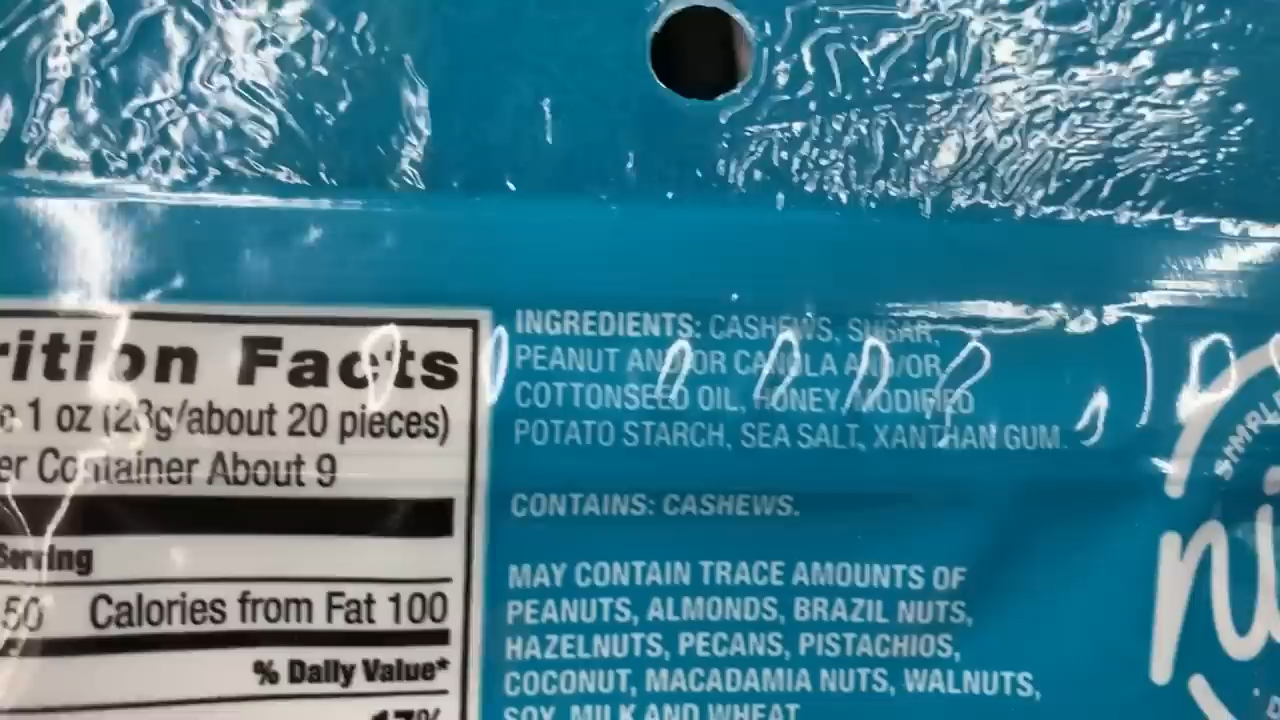 rition Facts
1 oz (28g/about 20 pieces)
er Container About 9
Serving
50 Calories from Fat 100
% Daily Value*
17%
INGREDIENTS: CASHEWS, SUGAR,
PEANUT AND/OR CANOLA AND/OR
COTTONSEED OIL, HONEY, MODIFIED
POTATO STARCH, SEA SALT, XANTHAN GUM.
CONTAINS: CASHEWS.
MAY CONTAIN TRACE AMOUNTS OF
PEANUTS, ALMONDS, BRAZIL NUTS,
HAZELNUTS, PECANS, PISTACHIOS,
COCONUT, MACADAMIA NUTS, WALNUTS,
SOY, MILK AND WHEAT